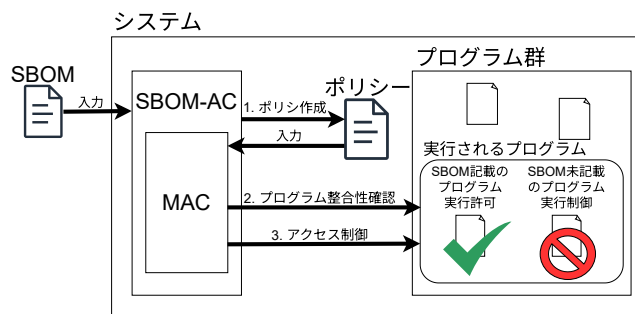 システム
SBOM
入力
SBOM-AC
1. ポリシ作成
ポリシー
入力
MAC
2. プログラム整合性確認
3. アクセス制御
プログラム群
実行されるプログラム
SBOM記載の
プログラム
実行許可
SBOM未記載
のプログラム
実行制御